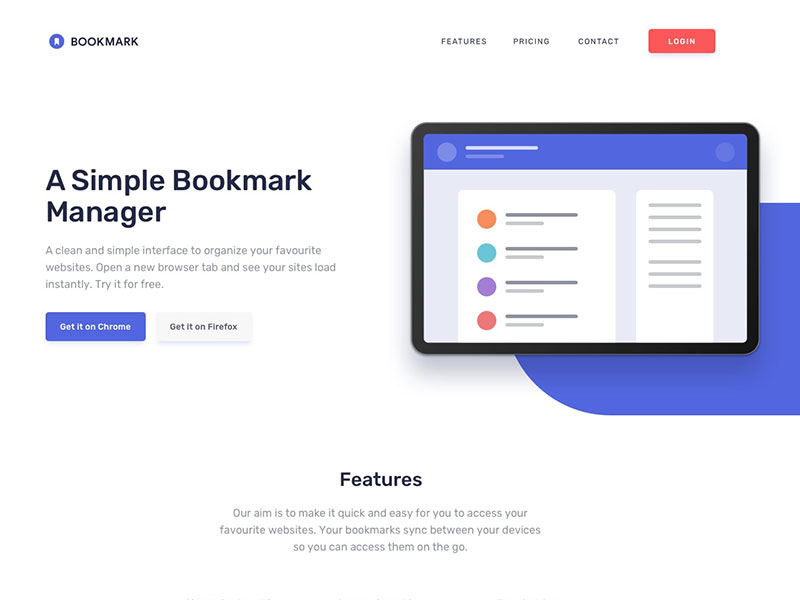 BOOKMARK
FEATURES PRICING CONTACT LOGIN
A Simple Bookmark
Manager
A clean and simple interface to organize your favourite
websites. Open a new browser tab and see your sites load
instantly. Try it for free.
Get it on Chrome Get it on Firefox
Features
Our aim is to make it quick and easy for you to access your
favourite websites. Your bookmarks sync between your devices
so you can access them on the go.